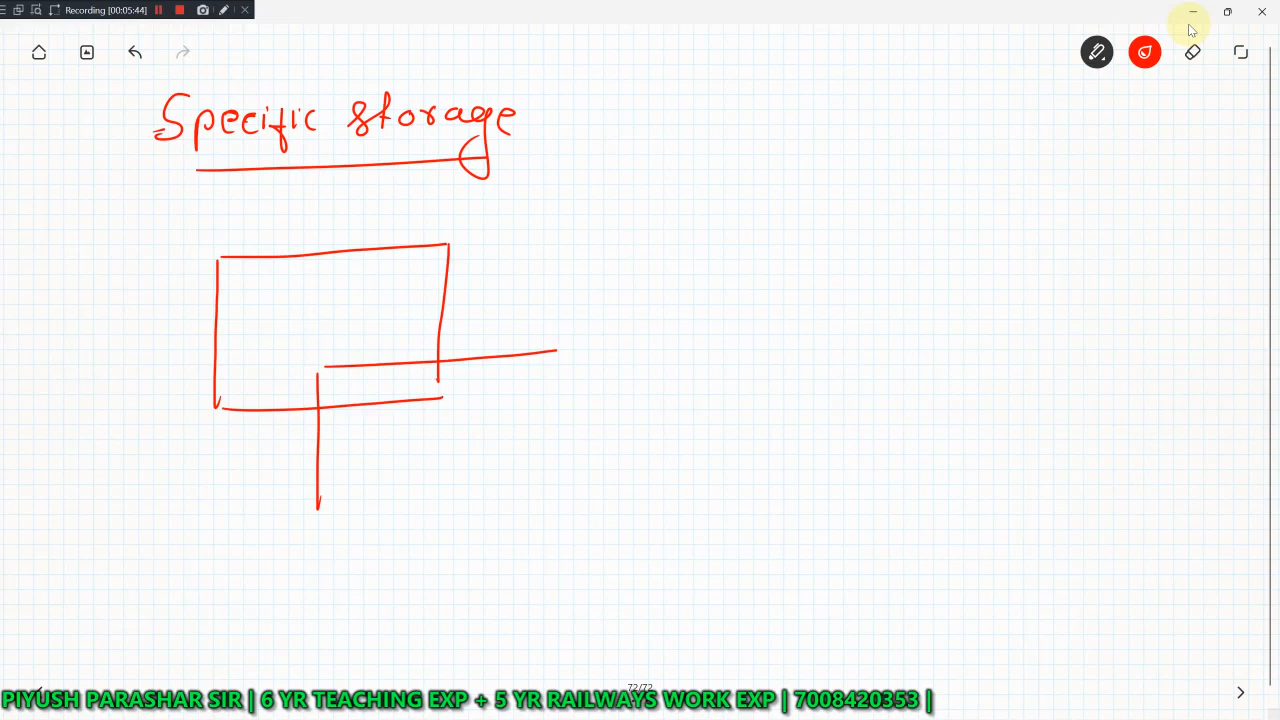 Recording [00:05:44]
Specific storage
72/72
PIYUSH PARASHAR SIR | 6 YR TEACHING EXP + 5 YR RAILWAYS WORK EXP | 7008420353 |